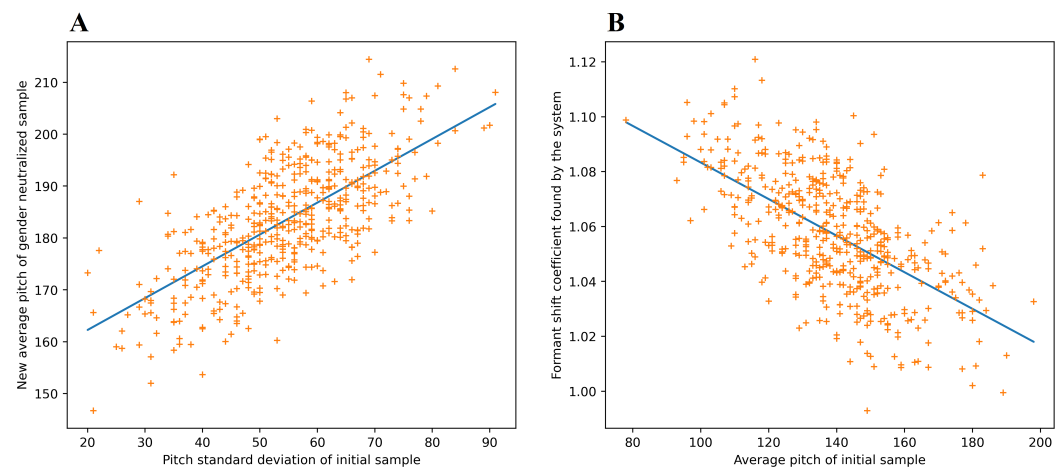 A
New average pitch of gender neutralized sample
210
200
190
180
170
160
150
20 30 40 50 60 70 80 90
Pitch standard deviation of initial sample
B
Formant shift coefficient found by the system
1.12
1.10
1.08
1.06
1.04
1.02
1.00
80 100 120 140 160 180 200
Average pitch of initial sample